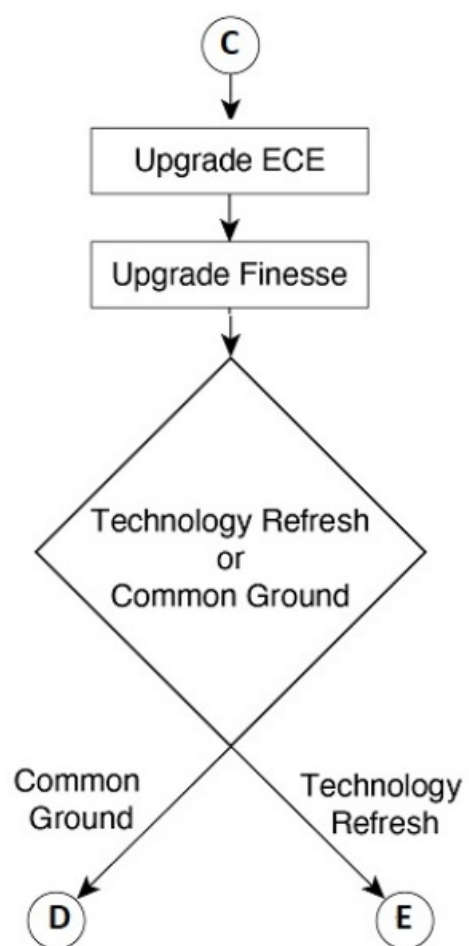 C
Upgrade ECE
Upgrade Finesse
Technology Refresh
or
Common Ground
Common
Ground
Technology
Refresh
D
E